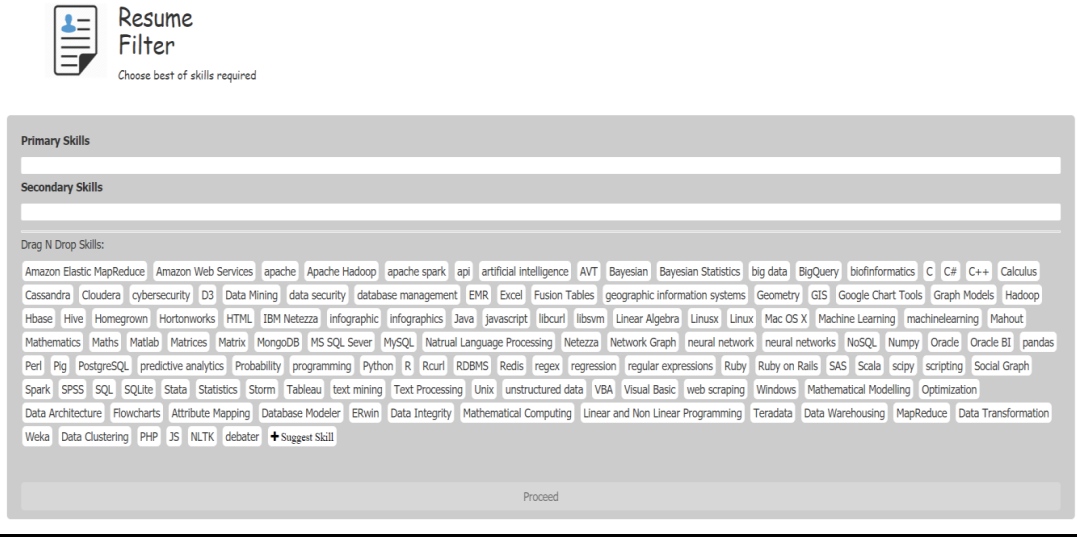 Resume
Filter
Choose best of skills required
Primary Skills
Secondary Skills
Drag N Drop Skills:
Amazon Elastic MapReduce Amazon Web Services apache Apache Hadoop apache spark api artificial intelligence AVT Bayesian Bayesian Statistics big data BigQuery biofinformatics C C# C++ Calculus
Cassandra Cloudera cybersecurity D3 Data Mining data security database management EMR Excel Fusion Tables geographic information systems Geometry GIS Google Chart Tools Graph Models Hadoop
Hbase Hive Homegrown Hortonworks HTML IBM Netezza infographic infographics Java javascript libcurl libsvm Linear Algebra Linusx Linux Mac OS X Machine Learning machinelearning Mahout
Mathematics Maths Matlab Matrices Matrix MongoDB MS SQL Sever MySQL Natrual Language Processing Netezza Network Graph neural network neural networks NoSQL Numpy Oracle Oracle BI pandas
Perl Pig PostgreSQL predictive analytics Probability programming Python R Rcurl RDBMS Redis regex regression regular expressions Ruby Ruby on Rails SAS Scala scipy scripting Social Graph
Spark SPSS SQL SQLite Stata Statistics Storm Tableau text mining Text Processing Unix unstructured data VBA Visual Basic web scraping Windows Mathematical Modelling Optimization
Data Architecture Flowcharts Attribute Mapping Database Modeler ERwin Data Integrity Mathematical Computing Linear and Non Linear Programming Teradata Data Warehousing MapReduce Data Transformation
Weka Data Clustering PHP JS NLTK debater +Suggest Skill
Proceed